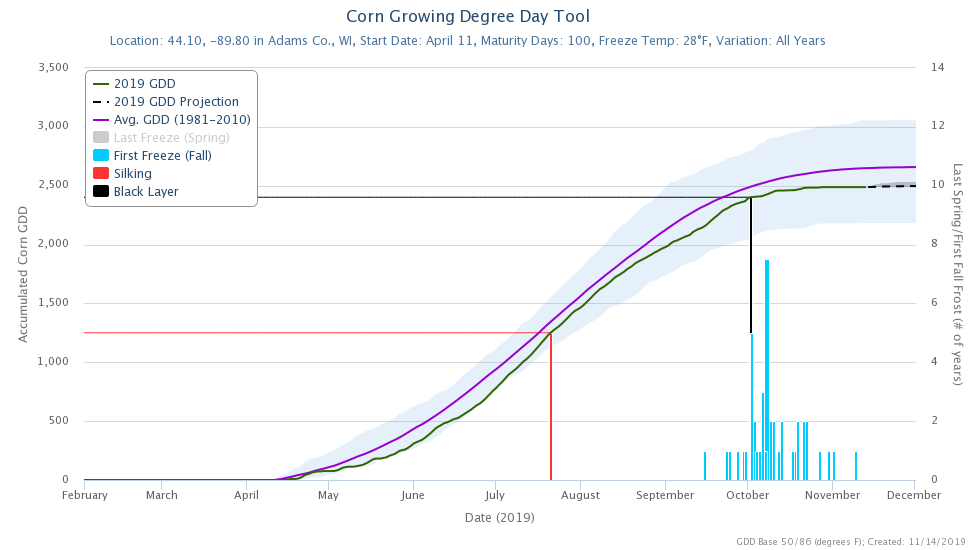 Corn Growing Degree Day Tool
Location: 44.10, -89.80 in Adams Co., WI, Start Date: April 11, Maturity Days: 100, Freeze Temp: 28°F, Variation: All Years
3,500
3,000
2,500
2,000
1,500
1,000
500
0
Accumulated Corn GDD
2019 GDD
2019 GDD Projection
Avg. GDD (1981-2010)
Last Freeze (Spring)
First Freeze (Fall)
Silking
Black Layer
14
12
10
8
6
4
2
0
Last Spring/First Fall Frost (# of years)
February March April May June July August September October November December
Date (2019)
GDD Base 50/86 (degrees F); Created: 11/14/2019